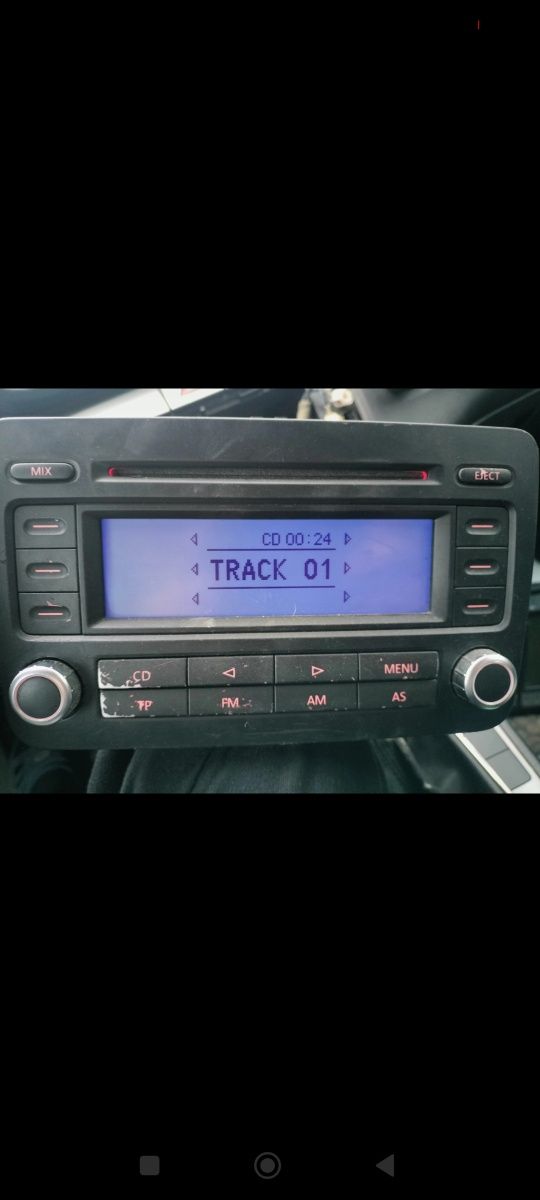 MIX
EJECT
CD 00:24
TRACK 01
CD
MENU
TP
FM
AM
AS